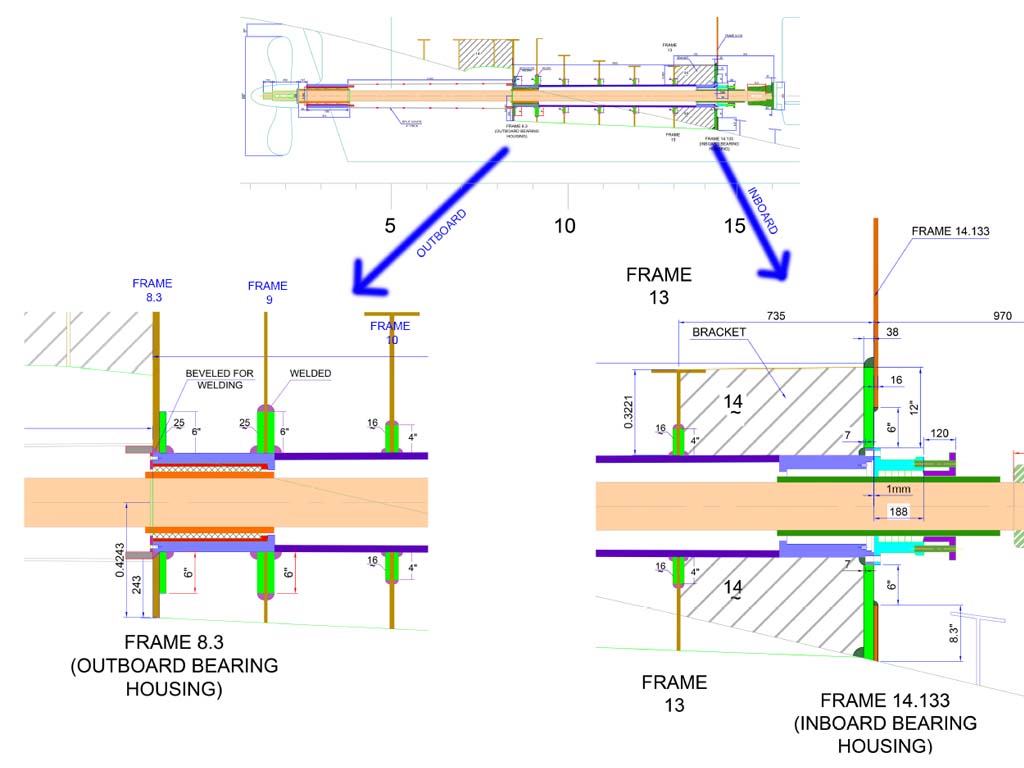 FRAME
13
FRAME 8.3
(OUTBOARD BEARING
HOUSING)
FRAME
13
FRAME 14.133
(INBOARD BEARING
HOUSING)
5
10
15
OUTBOARD
INBOARD
FRAME
8.3
FRAME
9
FRAME
10
BEVELED FOR
WELDING
WELDED
25
6"
25
6"
16
4"
0.4243
243
6"
6"
16
4"
FRAME 8.3
(OUTBOARD BEARING
HOUSING)
FRAME
13
FRAME 14.133
735
970
BRACKET
38
16
0.3221
14
12"
6"
16
4"
7
120
1mm
188
16
4"
14
7
6"
8.3"
FRAME
13
FRAME 14.133
(INBOARD BEARING
HOUSING)